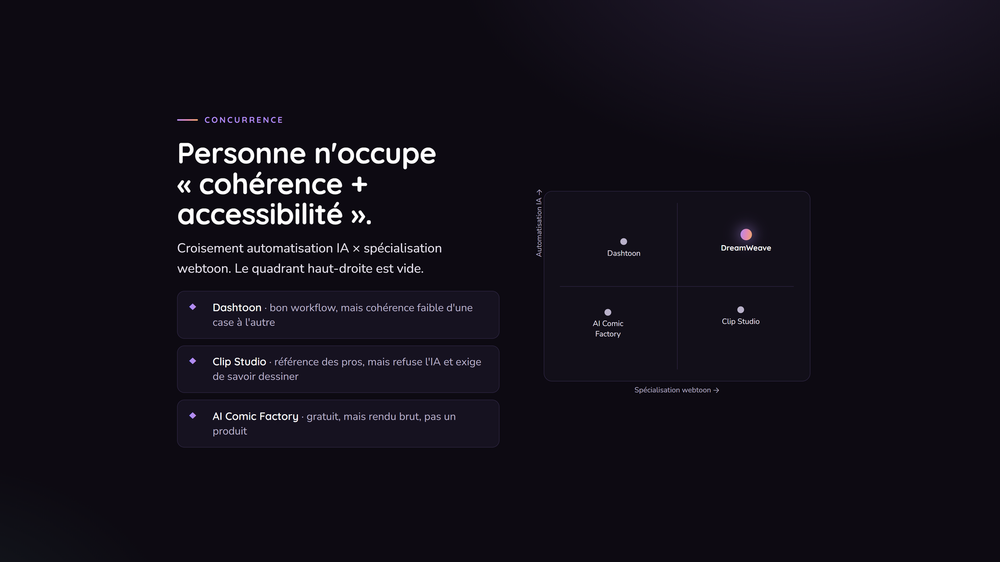 CONCURRENCE
Personne n'occupe
« cohérence +
accessibilité ».
Croisement automatisation IA × spécialisation
webtoon. Le quadrant haut-droite est vide.
Dashtoon · bon workflow, mais cohérence faible d'une
case à l'autre
Clip Studio · référence des pros, mais refuse l'IA et exige
de savoir dessiner
AI Comic Factory · gratuit, mais rendu brut, pas un
produit
Automatisation IA →
Dashtoon
DreamWeave
AI Comic
Factory
Clip Studio
Spécialisation webtoon →